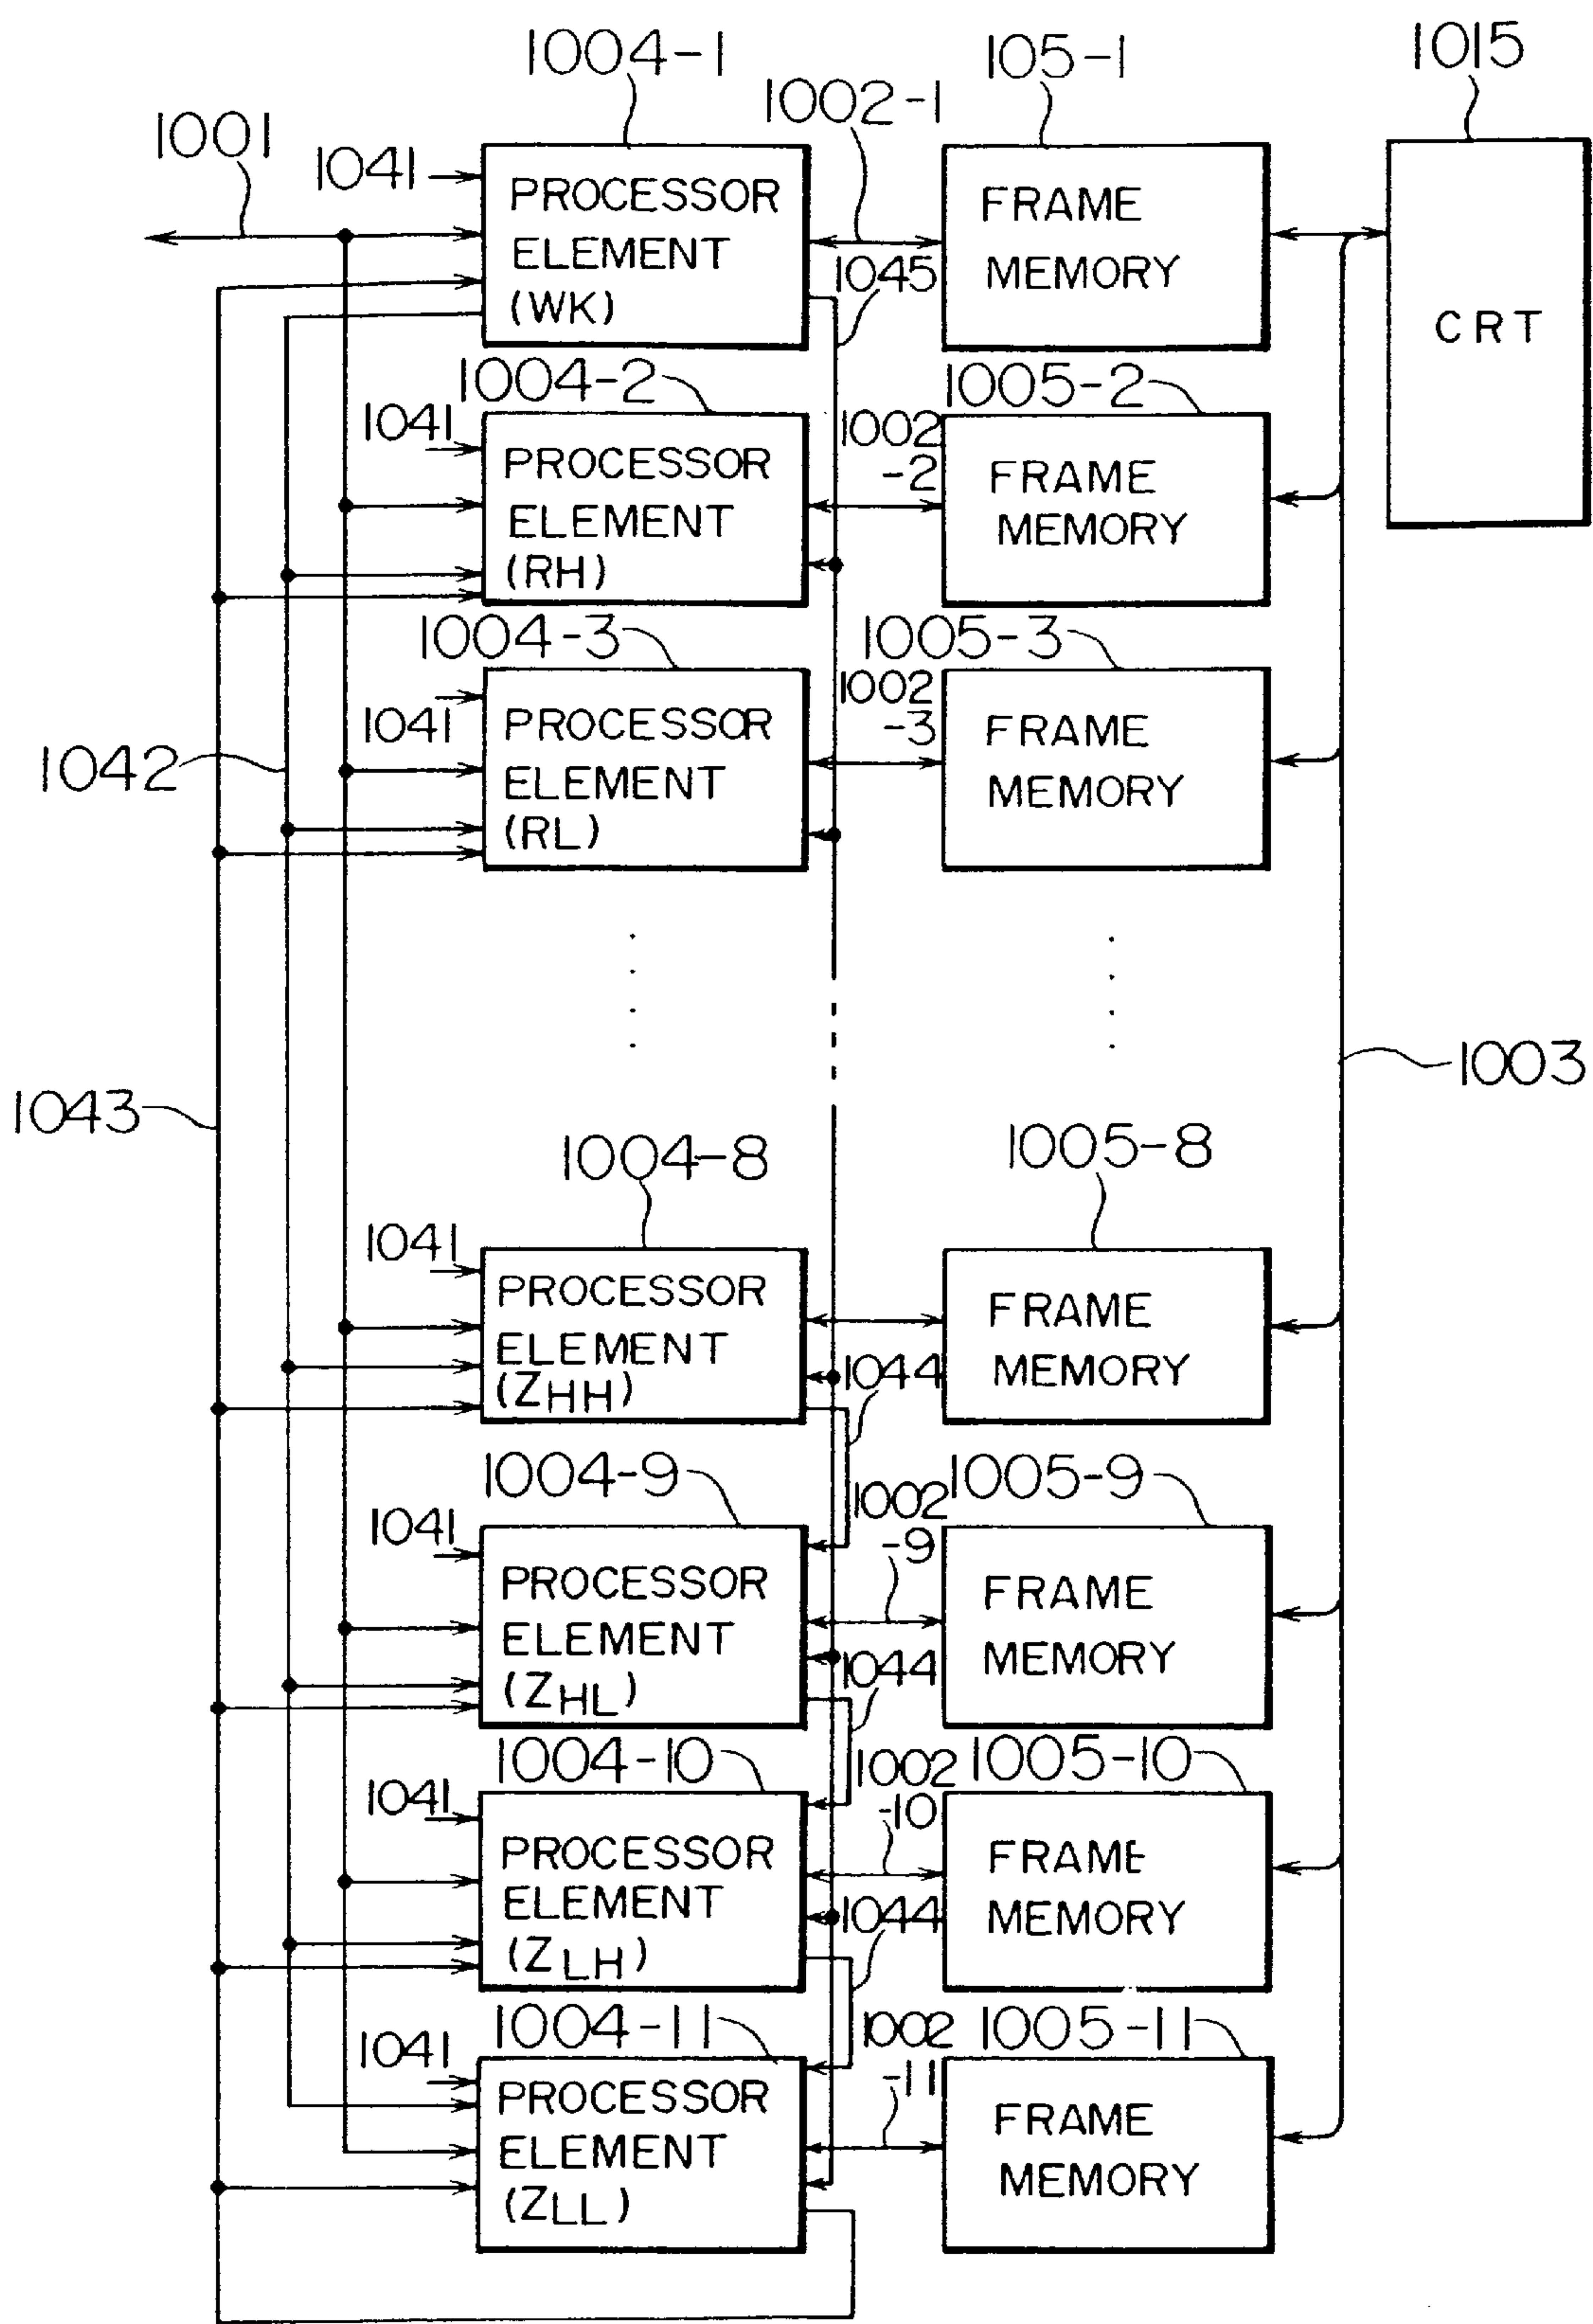 1004-1
105-1
1015
1001
1041
1002-1
PROCESSOR
ELEMENT
(WK)
FRAME
MEMORY
CRT
1045
1004-2
1005-2
1041
1002
-2
PROCESSOR
ELEMENT
(RH)
FRAME
MEMORY
1004-3
1005-3
1041
1002
-3
PROCESSOR
ELEMENT
(RL)
FRAME
MEMORY
1042
1003
1043
1004-8
1005-8
1041
PROCESSOR
ELEMENT
(ZHH)
FRAME
MEMORY
1044
1004-9
1005-9
1041
1002
-9
PROCESSOR
ELEMENT
(ZHL)
FRAME
MEMORY
1044
1004-10
1005-10
1041
1002
-10
PROCESSOR
ELEMENT
(ZLH)
FRAME
MEMORY
1044
1004-11
1005-11
1041
1002
-11
PROCESSOR
ELEMENT
(ZLL)
FRAME
MEMORY